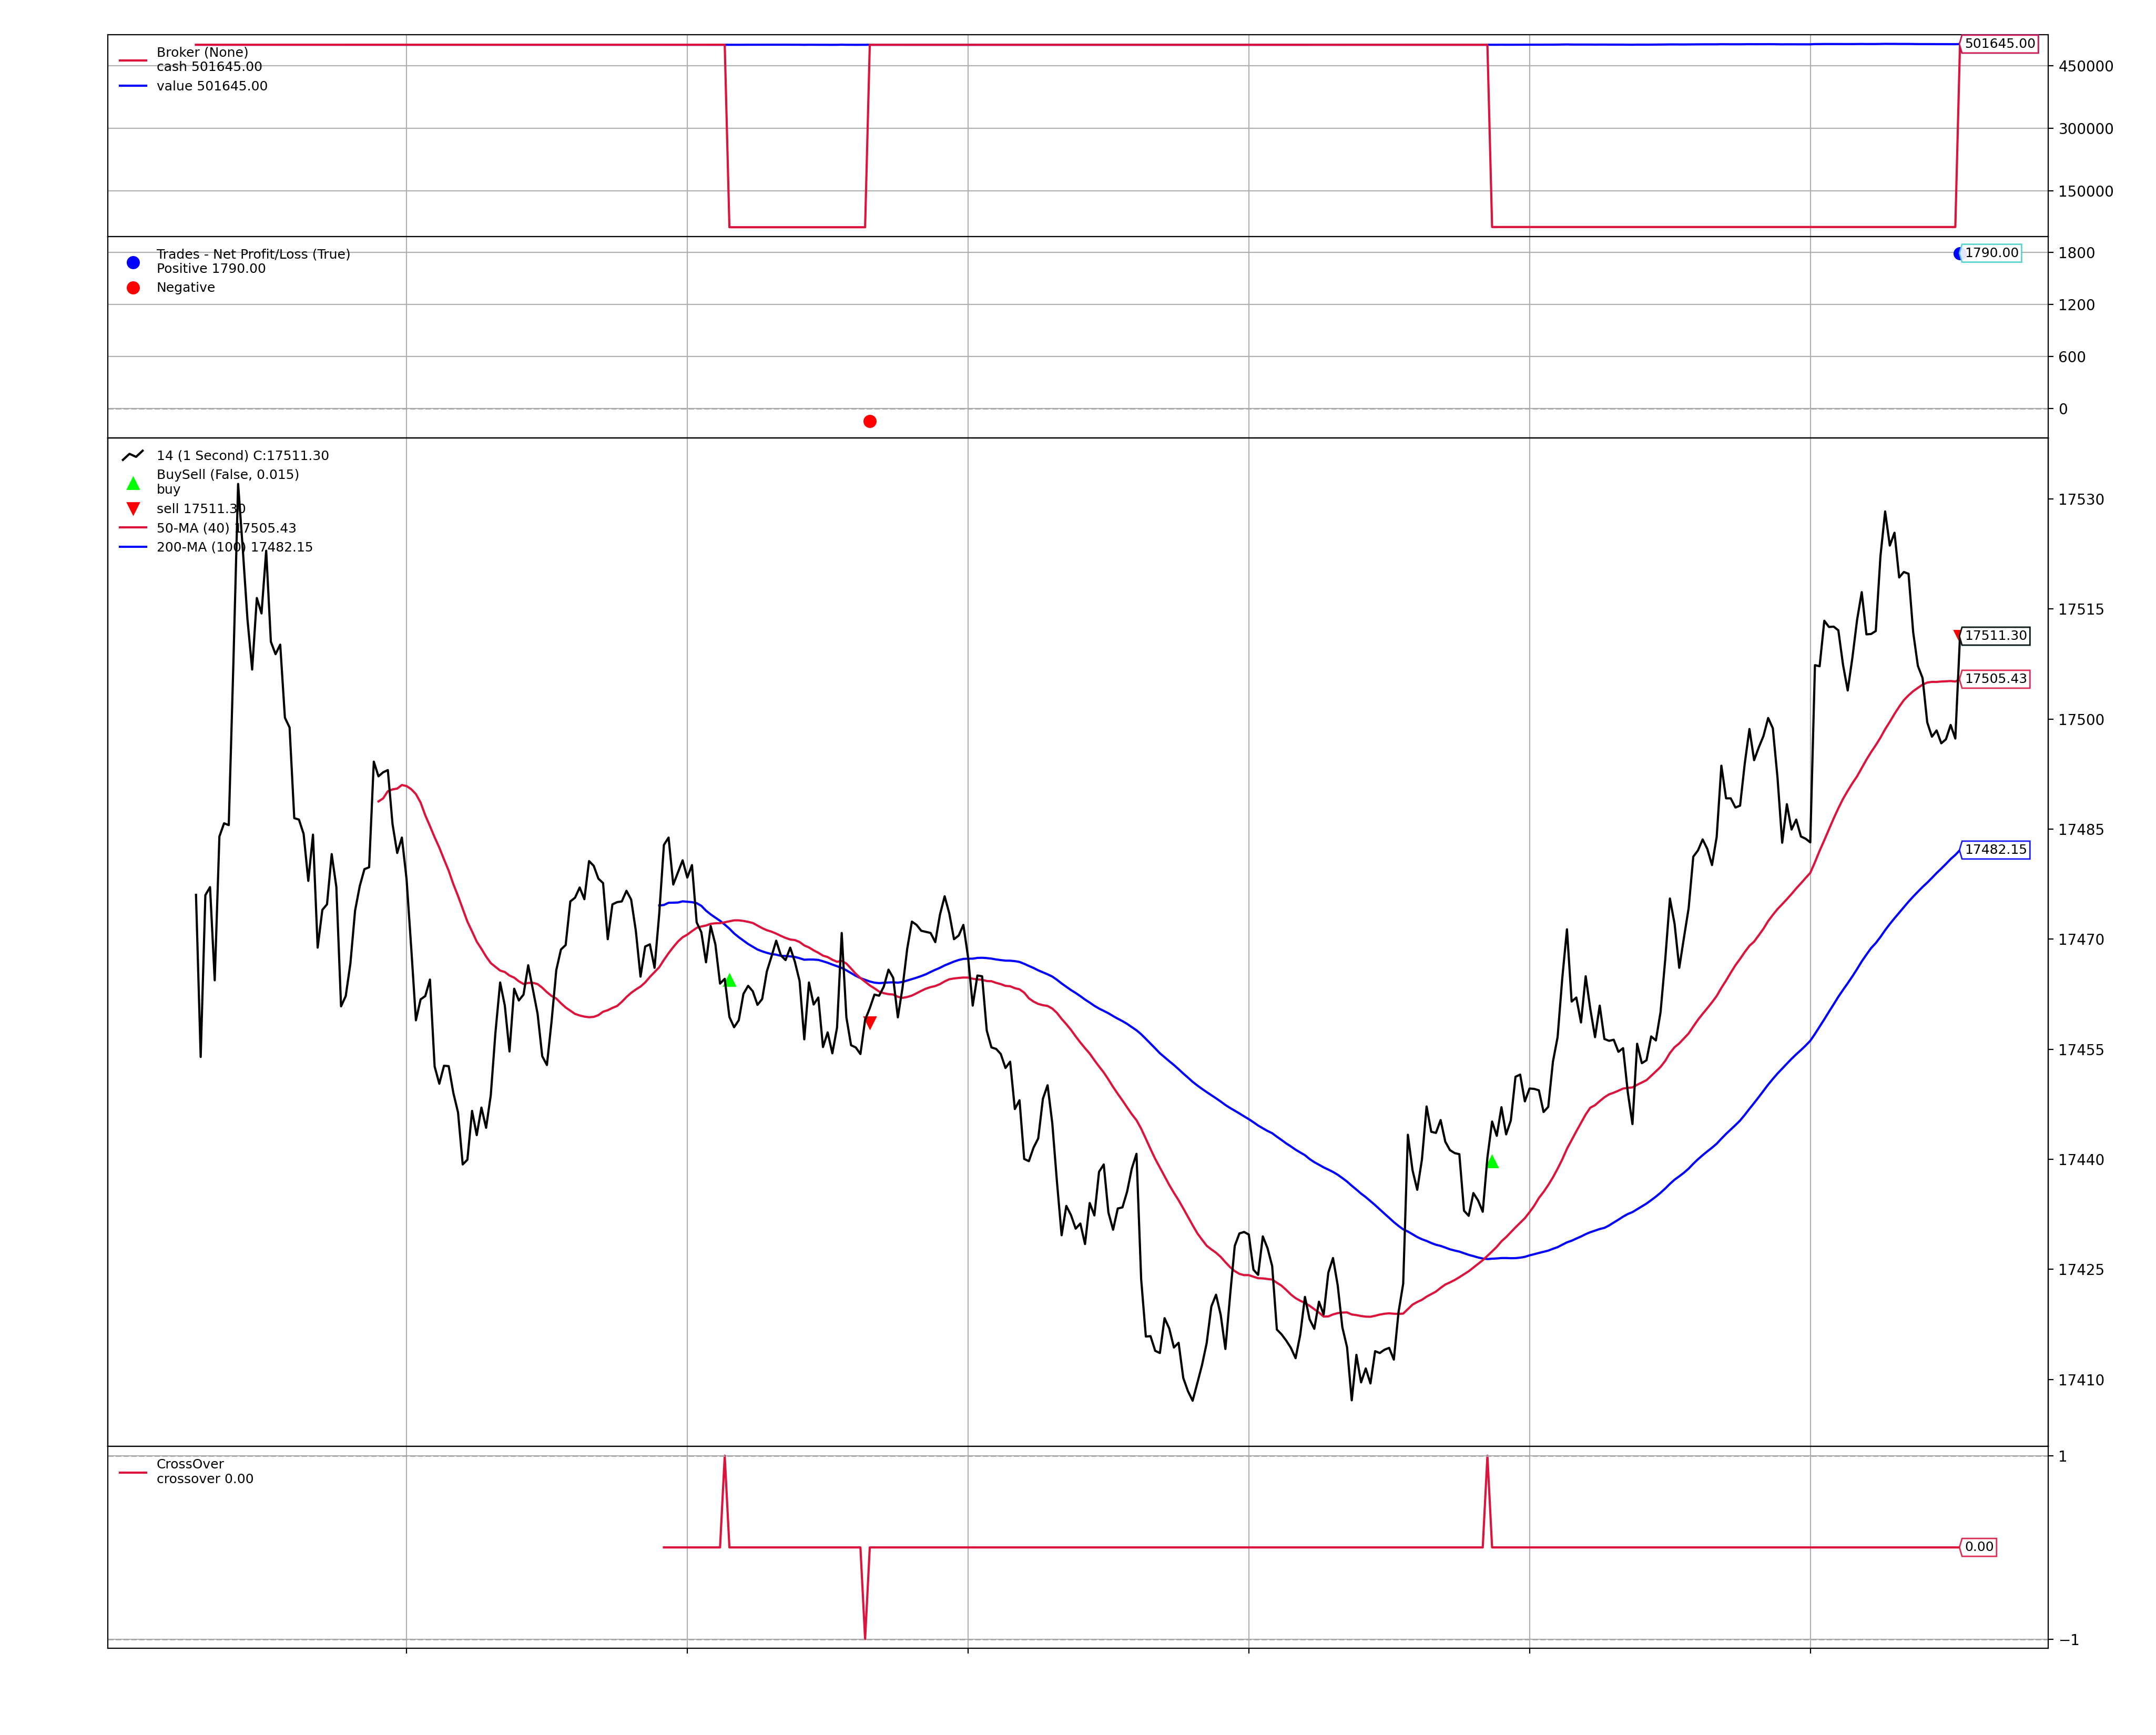 Broker (None)
cash 501645.00
value 501645.00
501645.00
450000
300000
150000
Trades - Net Profit/Loss (True)
Positive 1790.00
Negative
1790.00
1800
1200
600
0
14 (1 Second) C:17511.30
BuySell (False, 0.015)
buy
sell 17511.30
50-MA (40) 17505.43
200-MA (100) 17482.15
17530
17515
17511.30
17505.43
17500
17485
17482.15
17470
17455
17440
17425
17410
CrossOver
crossover 0.00
1
0.00
−1